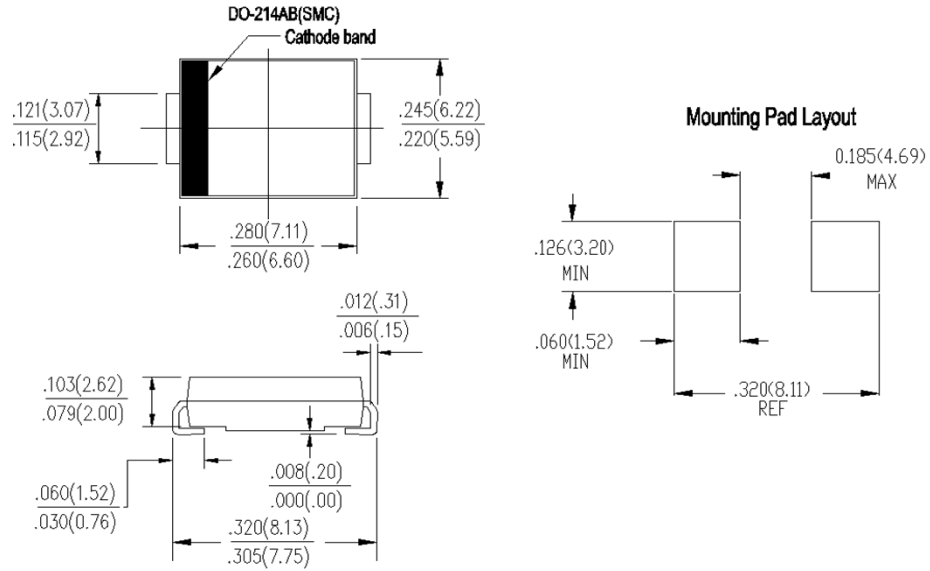 DO-214AB(SMC)
Cathode band
.121(3.07)
.115(2.92)
.245(6.22)
.220(5.59)
.280(7.11)
.260(6.60)
.012(.31)
.006(.15)
.103(2.62)
.079(2.00)
.060(1.52)
.030(0.76)
.008(.20)
.000(.00)
.320(8.13)
.305(7.75)
Mounting Pad Layout
0.185(4.69)
MAX
.126(3.20)
MIN
.060(1.52)
MIN
.320(8.11)
REF